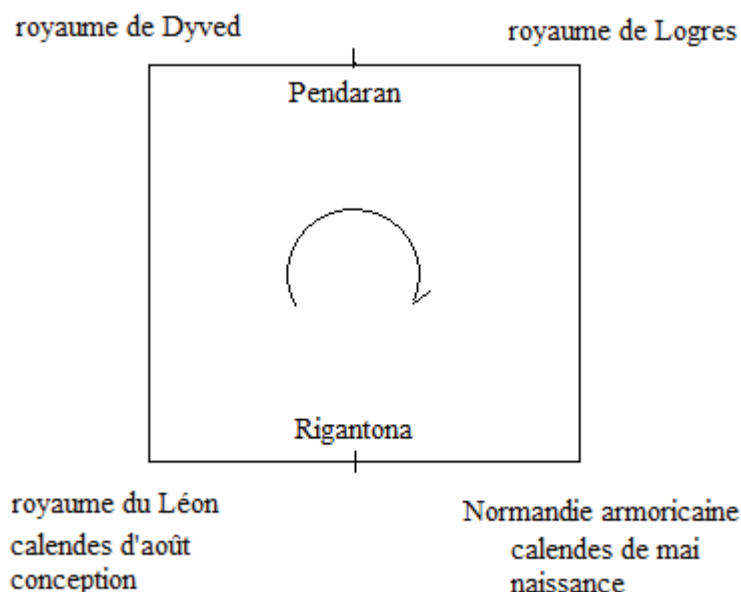 royaume de Dyved
royaume de Logres
Pendaran
Rigantona
royaume du Léon
calendes d'août
conception
Normandie armoricaine
calendes de mai
naissance